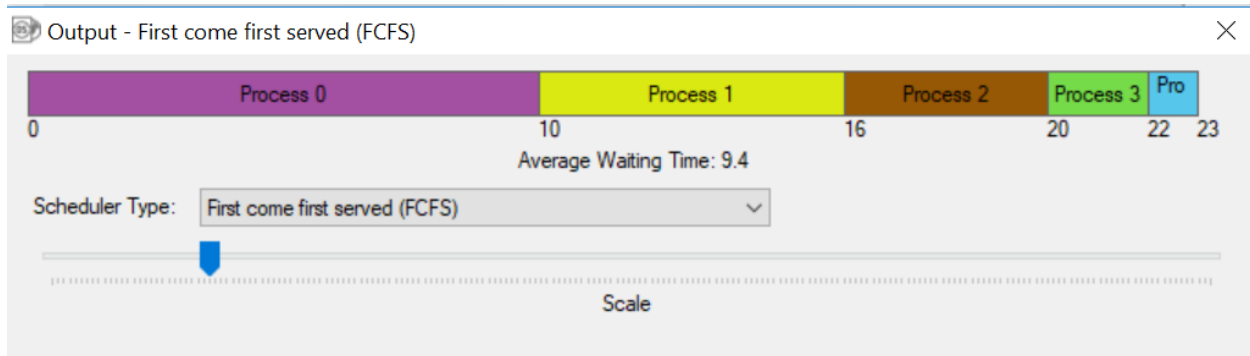 Output - First come first served (FCFS)
Process 0 Process 1 Process 2 Process 3 Pro
0 10 16 20 22 23
Average Waiting Time: 9.4
Scheduler Type: First come first served (FCFS)
Scale